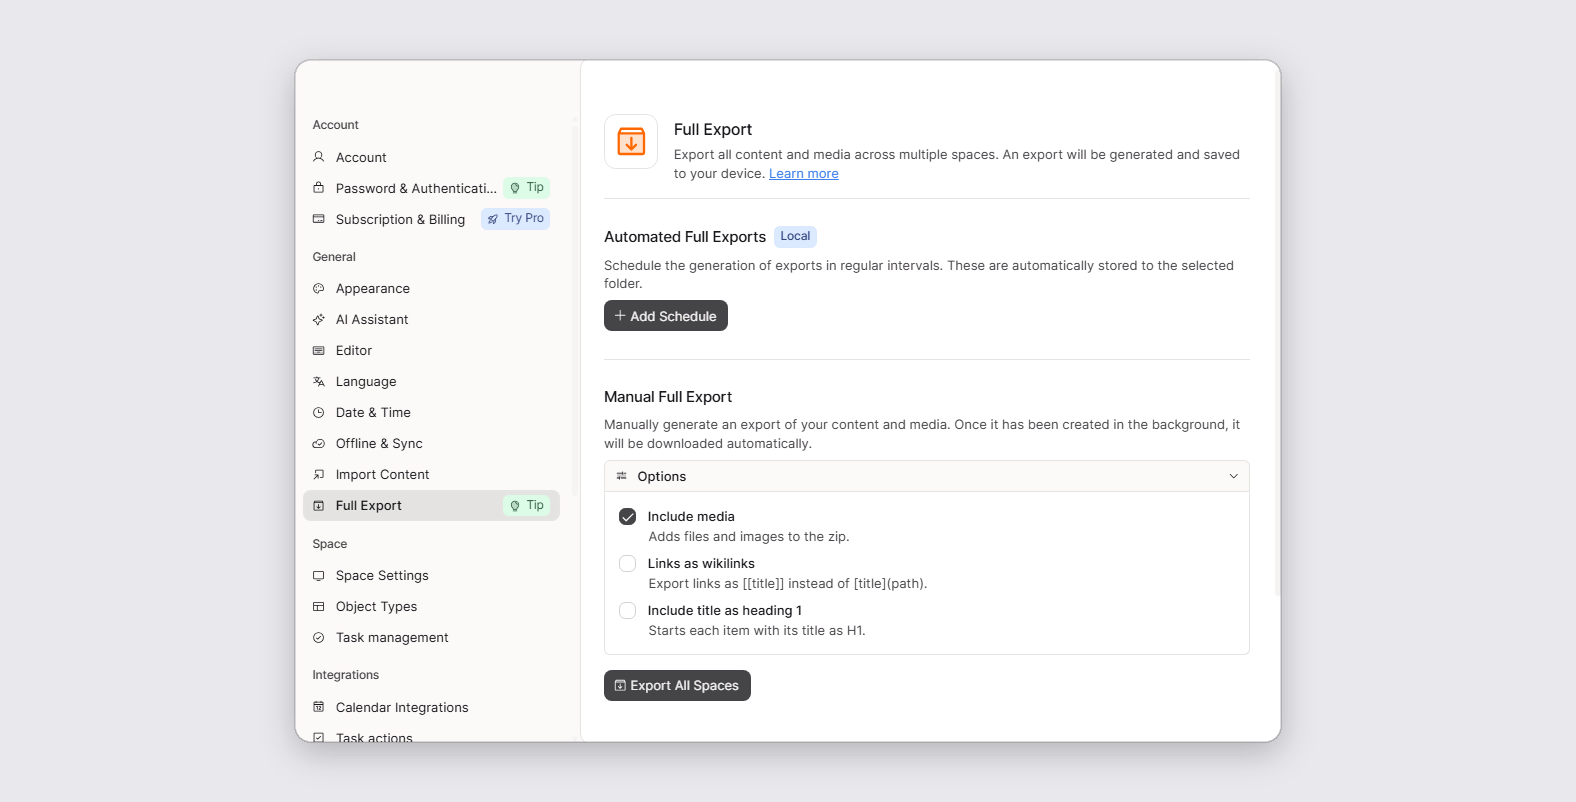 Account
Account
Password & Authenticati... Tip
Subscription & Billing Try Pro
General
Appearance
AI Assistant
Editor
Language
Date & Time
Offline & Sync
Import Content
Full Export Tip
Space
Space Settings
Object Types
Task management
Integrations
Calendar Integrations
Task actions
Full Export
Export all content and media across multiple spaces. An export will be generated and saved
to your device. Learn more
Automated Full Exports Local
Schedule the generation of exports in regular intervals. These are automatically stored to the selected
folder.
Add Schedule
Manual Full Export
Manually generate an export of your content and media. Once it has been created in the background, it
will be downloaded automatically.
Options
Include media
Adds files and images to the zip.
Links as wikilinks
Export links as [[title]] instead of [title](path).
Include title as heading 1
Starts each item with its title as H1.
Export All Spaces